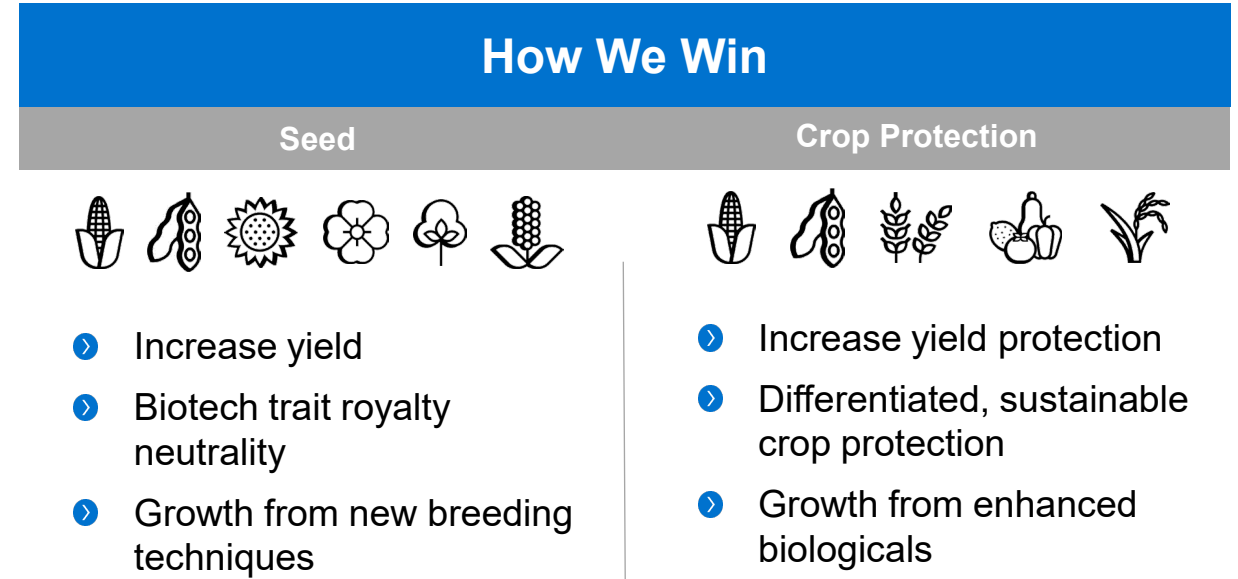 How We Win
Seed
Crop Protection
Increase yield
Biotech trait royalty
neutrality
Growth from new breeding
techniques
Increase yield protection
Differentiated, sustainable
crop protection
Growth from enhanced
biologicals